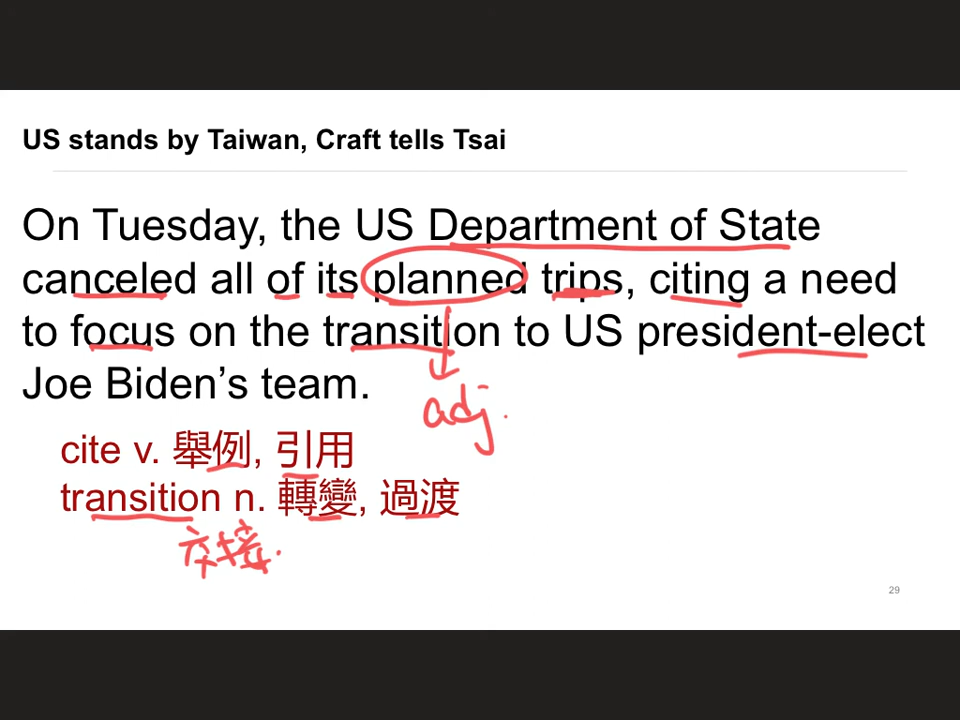 US stands by Taiwan, Craft tells Tsai
On Tuesday, the US Department of State
canceled all of its planned trips, citing a need
to focus on the transition to US president-elect
Joe Biden’s team.
adj.
cite v. 舉例, 引用
transition n. 轉變, 過渡
交接.
29